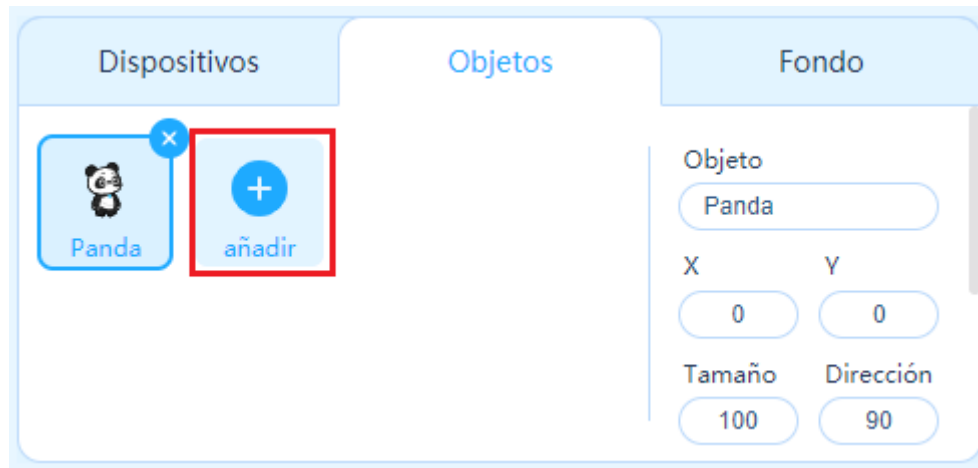 Dispositivos
Objetos
Fondo
Panda
añadir
Objeto
Panda
X Y
0 0
Tamaño Dirección
100 90